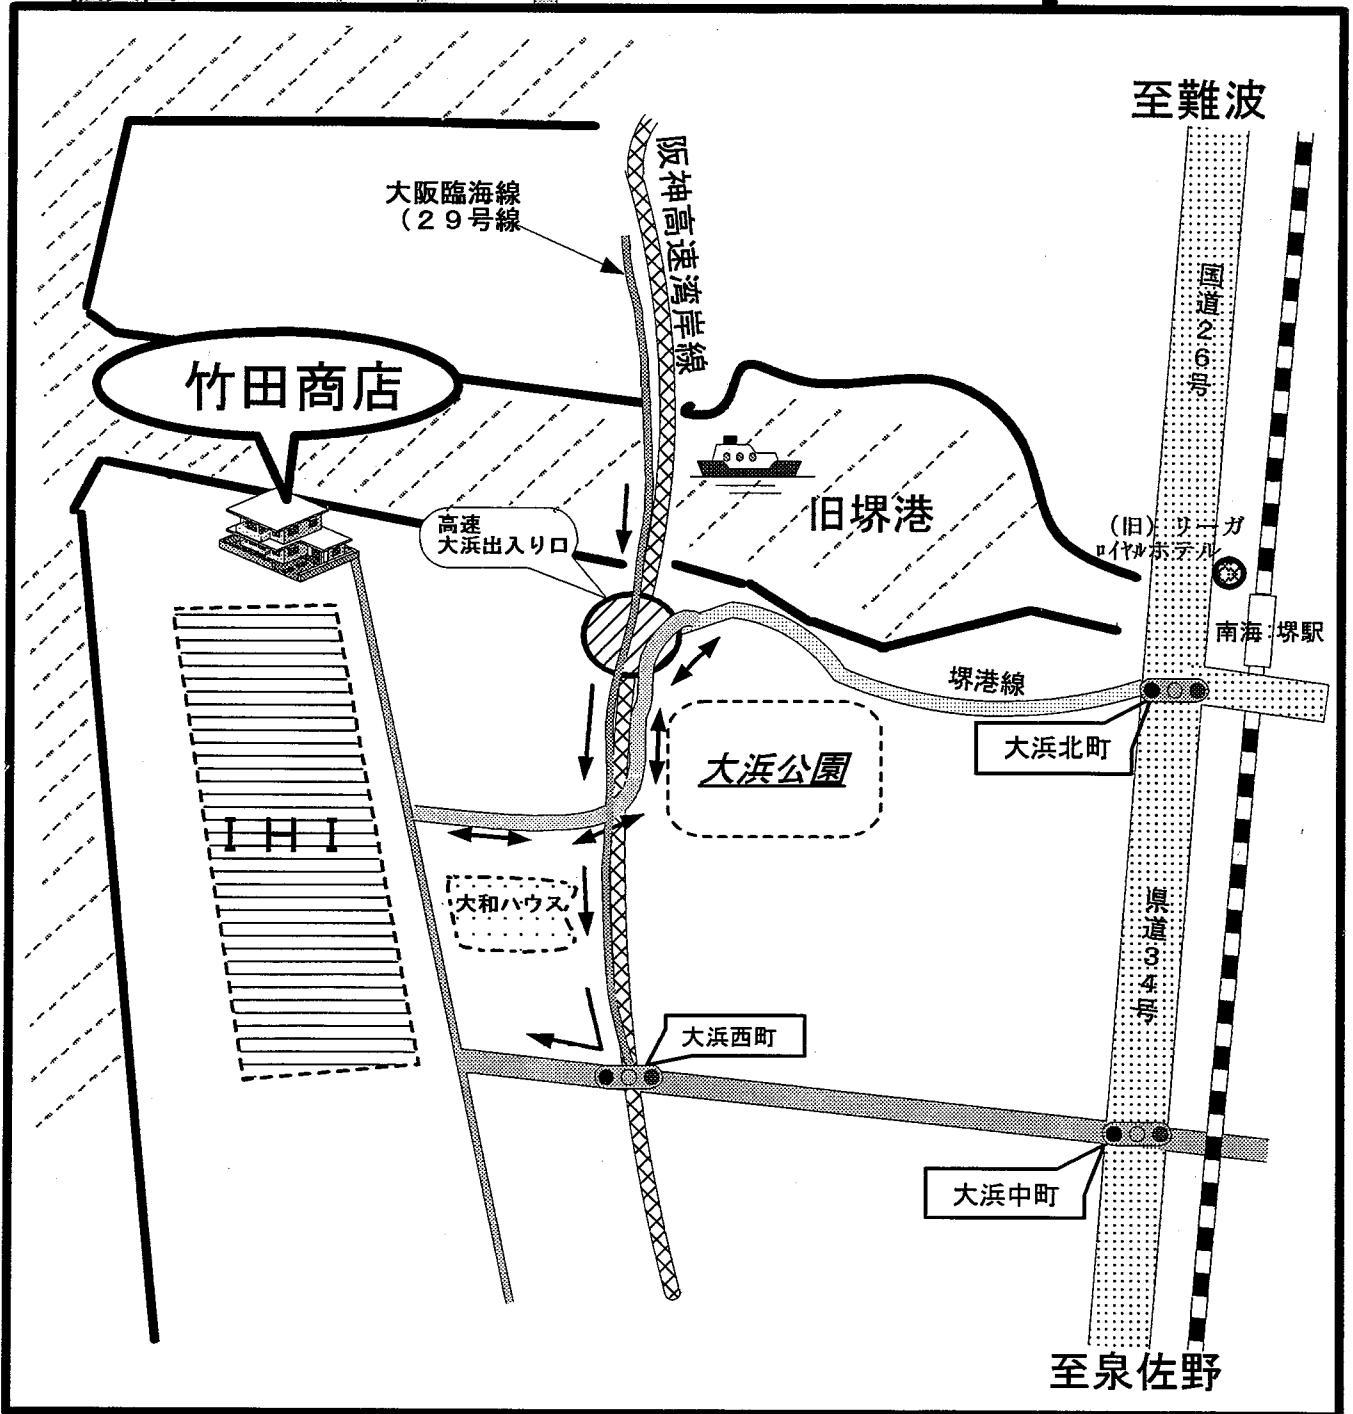 至難波
阪神高速湾岸線
大阪臨海線
（２９号線
国道２６号
竹田商店
旧堺港
高速
大浜出入り口
（旧）リーガ
ﾛｲﾔﾙホテル
南海 堺駅
堺港線
大浜北町
大浜公園
ＩＨＩ
大和ハウス
県道３４号
大浜西町
大浜中町
至泉佐野